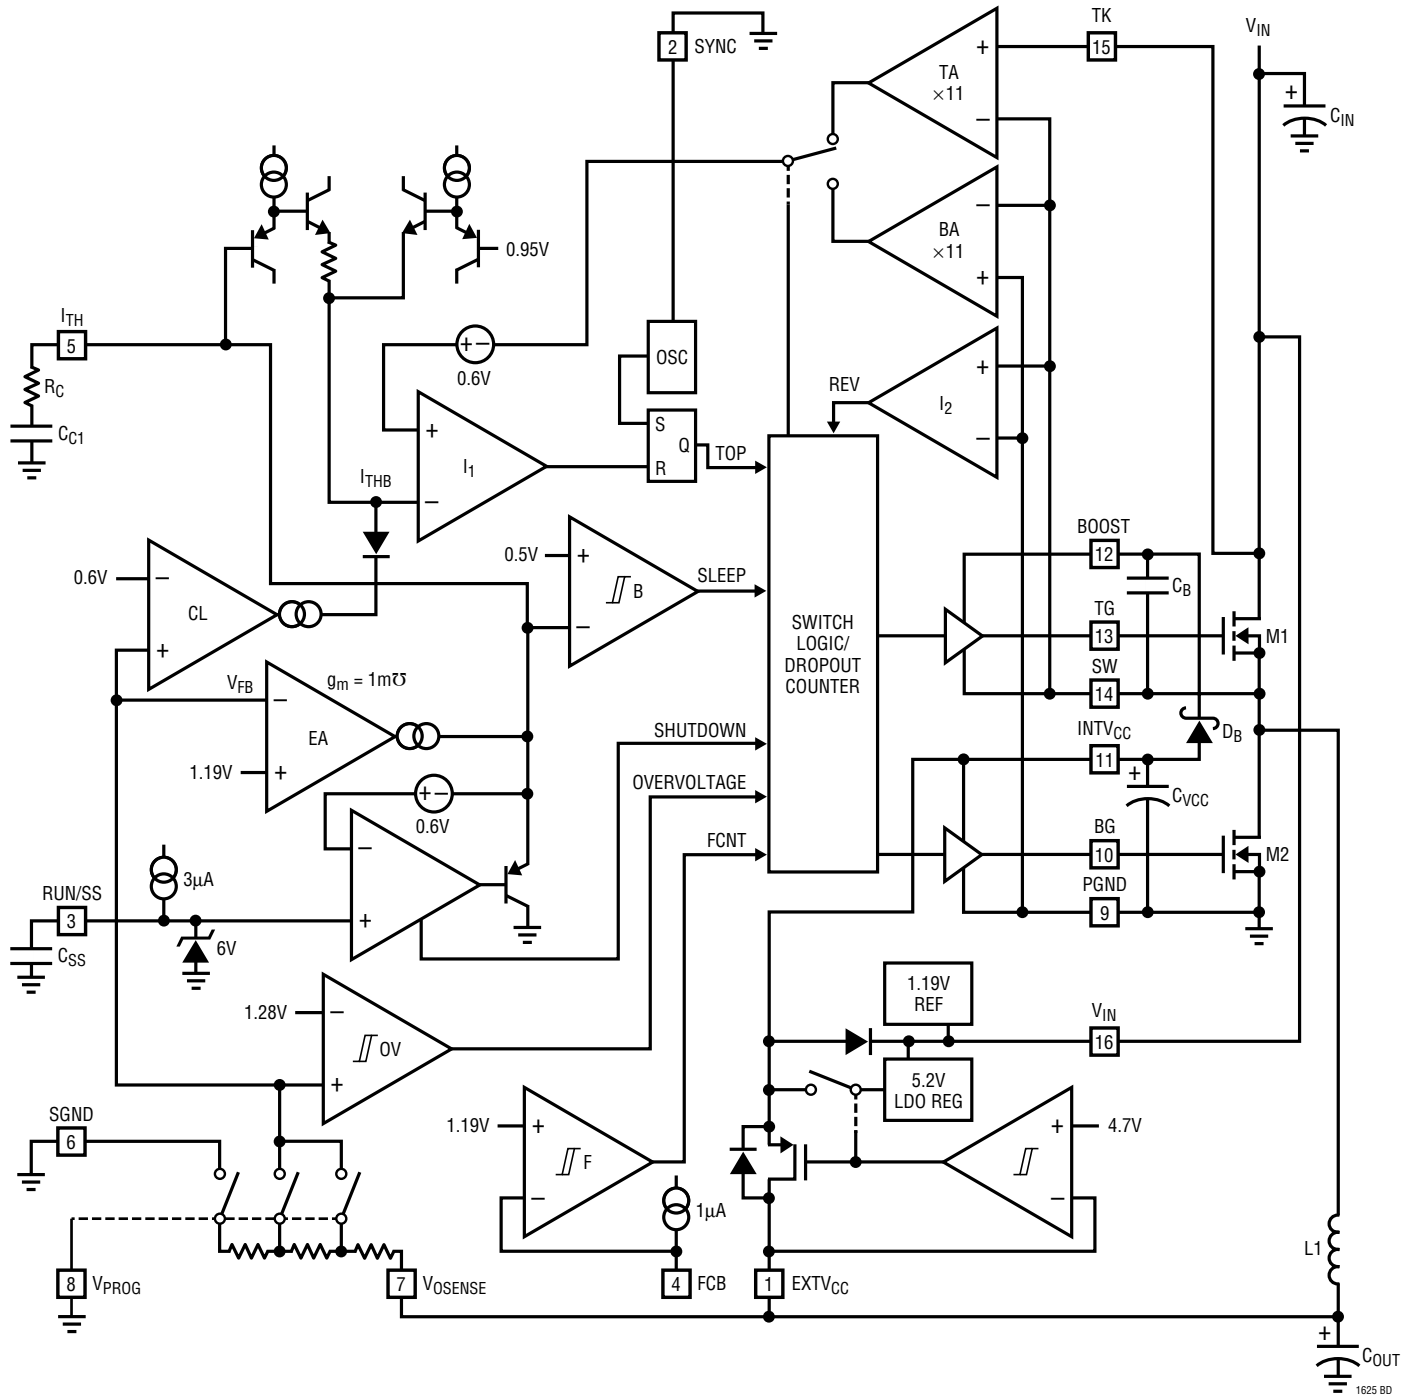 TK
V_IN
2 SYNC
15
+
TA
×11
−
+
C_IN
−
BA
×11
+
0.95V
I_TH
5
+ −
0.6V
OSC
+
REV
I_2
−
R_C
C_C1
+
I_1
−
S
Q
R
TOP
I_THB
BOOST
12
0.5V
+
B
−
SLEEP
C_B
0.6V
−
CL
+
SWITCH
LOGIC/
DROPOUT
COUNTER
TG
13
M1
SW
14
V_FB
−
g_m = 1m℧
EA
1.19V
+
SHUTDOWN
INTV_CC
11
D_B
+
C_VCC
OVERVOLTAGE
+ −
0.6V
−
+
FCNT
BG
10
M2
3µA
RUN/SS
3
PGND
9
6V
C_SS
1.19V
REF
1.28V
−
OV
+
V_IN
16
5.2V
LDO REG
SGND
6
1.19V
+
F
−
+
4.7V
−
1µA
L1
8 V_PROG
7 V_OSENSE
4 FCB
1 EXTV_CC
+
C_OUT
1625 BD